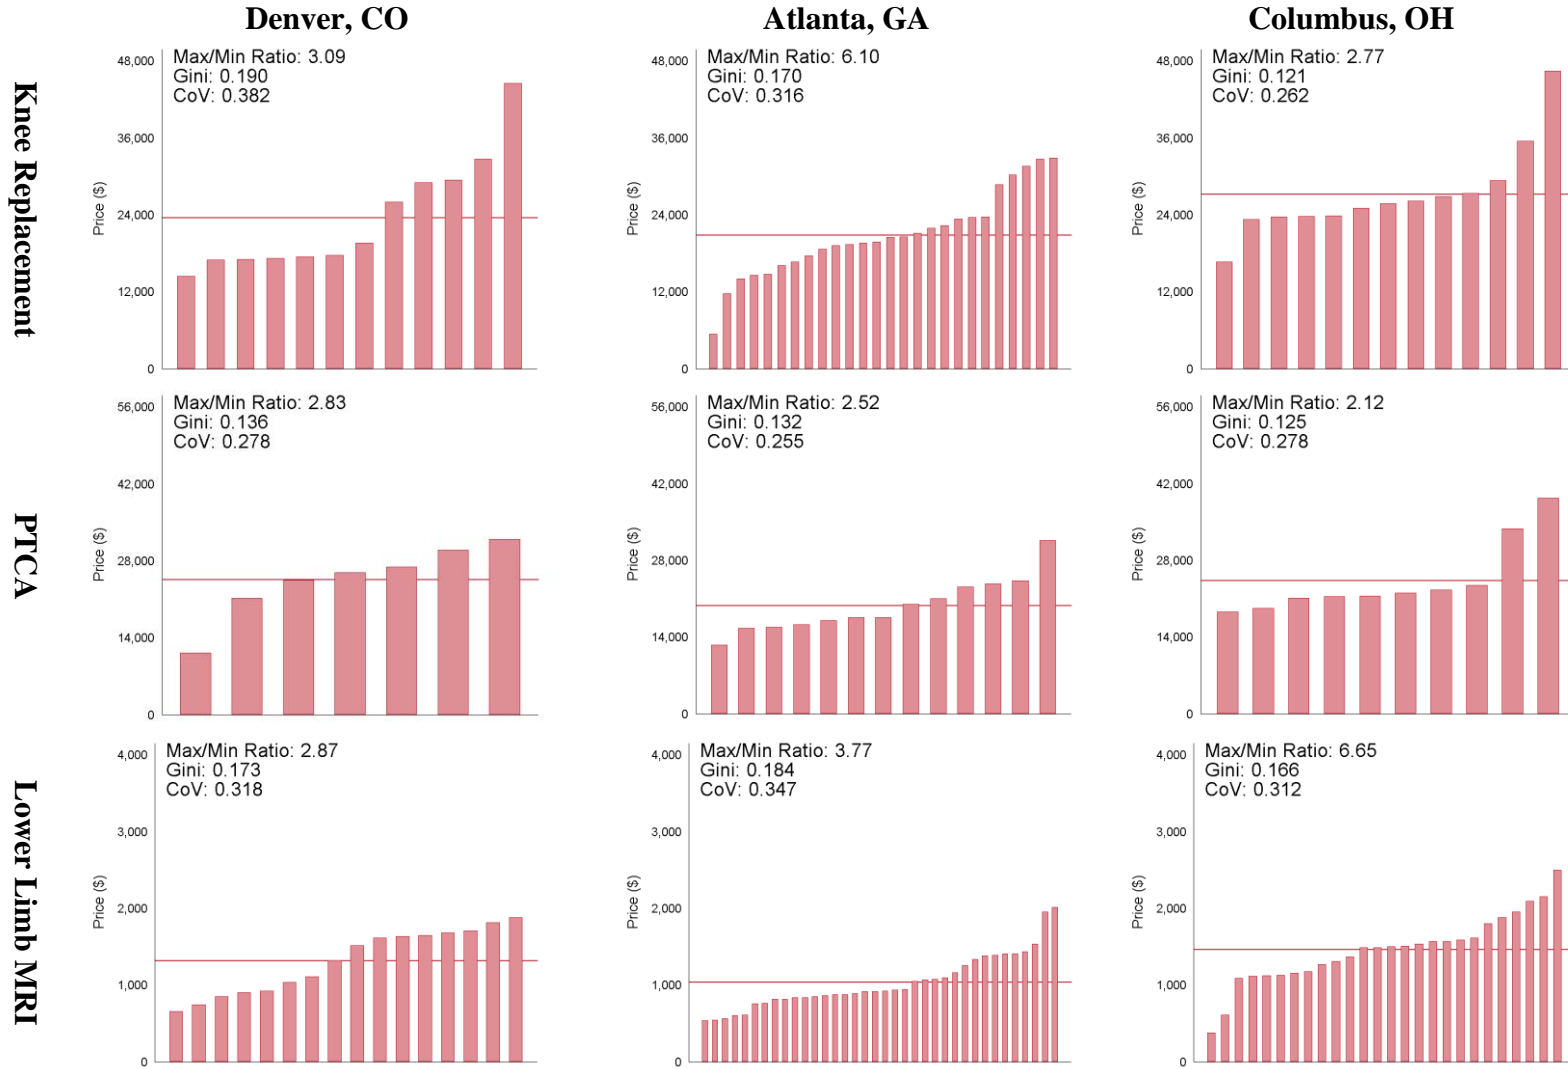 Denver, CO
Atlanta, GA
Columbus, OH
Knee Replacement
Max/Min Ratio: 3.09
Gini: 0.190
CoV: 0.382
48,000
36,000
24,000
12,000
0
Price ($)
Max/Min Ratio: 6.10
Gini: 0.170
CoV: 0.316
48,000
36,000
24,000
12,000
0
Price ($)
Max/Min Ratio: 2.77
Gini: 0.121
CoV: 0.262
48,000
36,000
24,000
12,000
0
Price ($)
PTCA
Max/Min Ratio: 2.83
Gini: 0.136
CoV: 0.278
56,000
42,000
28,000
14,000
0
Price ($)
Max/Min Ratio: 2.52
Gini: 0.132
CoV: 0.255
56,000
42,000
28,000
14,000
0
Price ($)
Max/Min Ratio: 2.12
Gini: 0.125
CoV: 0.278
56,000
42,000
28,000
14,000
0
Price ($)
Lower Limb MRI
Max/Min Ratio: 2.87
Gini: 0.173
CoV: 0.318
4,000
3,000
2,000
1,000
0
Price ($)
Max/Min Ratio: 3.77
Gini: 0.184
CoV: 0.347
4,000
3,000
2,000
1,000
0
Price ($)
Max/Min Ratio: 6.65
Gini: 0.166
CoV: 0.312
4,000
3,000
2,000
1,000
0
Price ($)